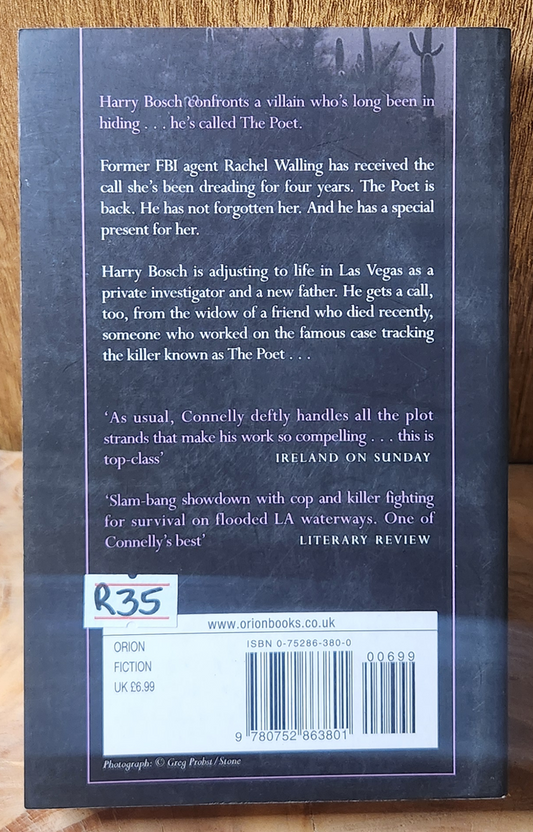 Harry Bosch confronts a villain who's long been in
hiding . . . he's called The Poet.
Former FBI agent Rachel Walling has received the
call she's been dreading for four years. The Poet is
back. He has not forgotten her. And he has a special
present for her.
Harry Bosch is adjusting to life in Las Vegas as a
private investigator and a new father. He gets a call,
too, from the widow of a friend who died recently,
someone who worked on the famous case tracking
the killer known as The Poet . . .
'As usual, Connelly deftly handles all the plot
strands that make his work so compelling . . . this is
top-class' IRELAND ON SUNDAY
'Slam-bang showdown with cop and killer fighting
for survival on flooded LA waterways. One of
Connelly's best' LITERARY REVIEW
R35
www.orionbooks.co.uk
ORION
FICTION
UK £6.99
ISBN 0-75286-380-0
00699
9 780752 863801
Photograph: © Greg Probst / Stone